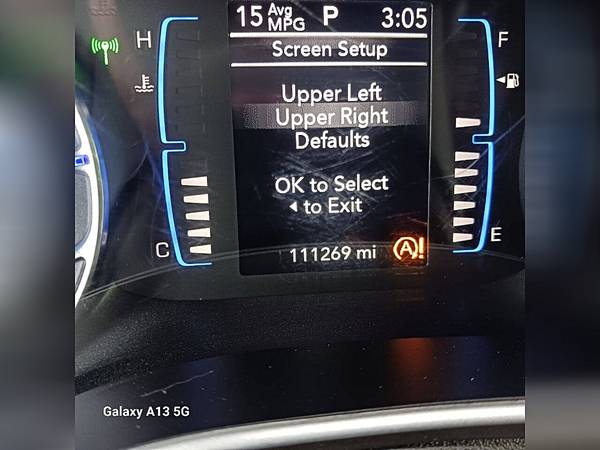 15 Avg MPG P 3:05
Screen Setup
H
F
Upper Left
Upper Right
Defaults
OK to Select
◄ to Exit
C
E
111269 mi
A!
Galaxy A13 5G